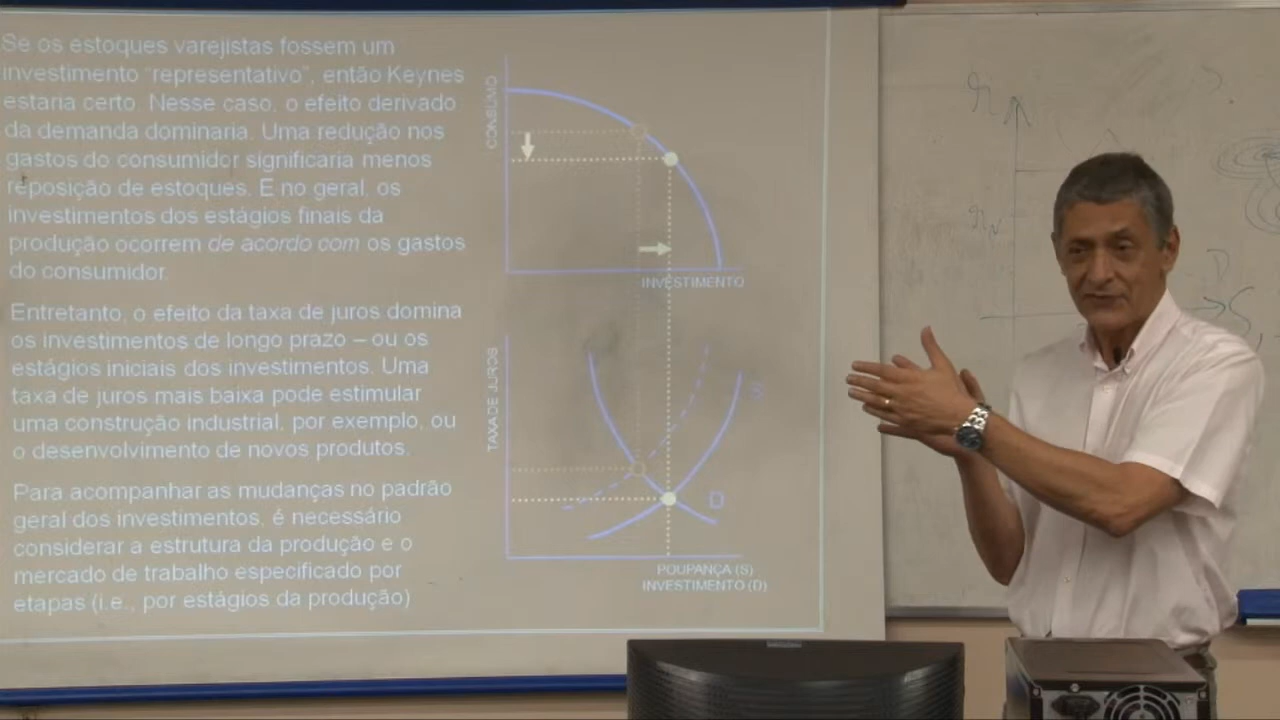 Se os estoques varejistas fossem um
investimento "representativo", então Keynes
estaria certo. Nesse caso, o efeito derivado
da demanda dominaria. Uma redução nos
gastos do consumidor significaria menos
reposição de estoques. E no geral, os
investimentos dos estágios finais da
produção ocorrem de acordo com os gastos
do consumidor.
Entretanto, o efeito da taxa de juros domina
os investimentos de longo prazo – ou os
estágios iniciais dos investimentos. Uma
taxa de juros mais baixa pode estimular
uma construção industrial, por exemplo, ou
o desenvolvimento de novos produtos.
Para acompanhar as mudanças no padrão
geral dos investimentos, é necessário
considerar a estrutura da produção e o
mercado de trabalho especificado por
etapas (i.e., por estágios da produção)
CONSUMO
INVESTIMENTO
TAXA DE JUROS
S
D
POUPANÇA (S)
INVESTIMENTO (D)
D
S